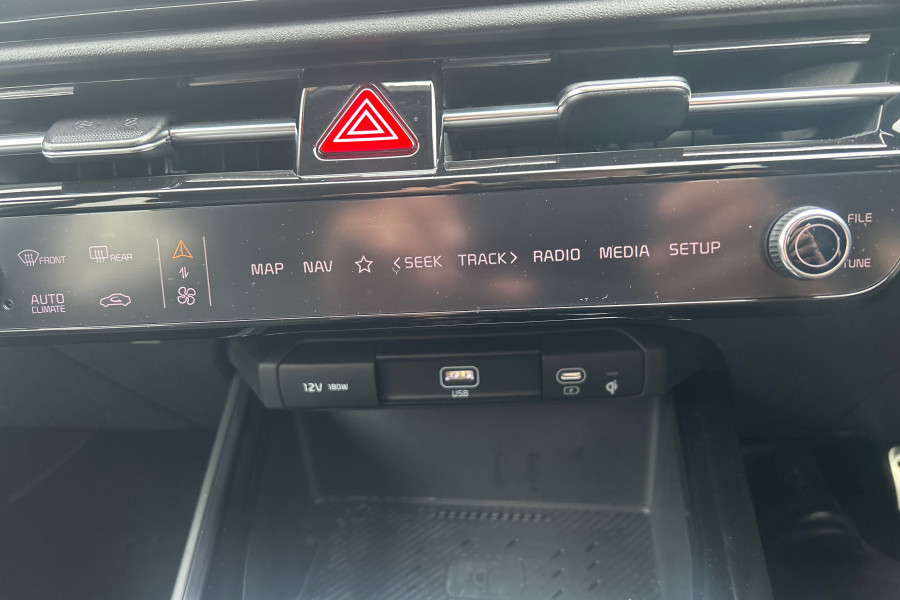 FRONT
REAR
AUTO
CLIMATE
MAP NAV SEEK TRACK RADIO MEDIA SETUP
FILE
TUNE
12V 180W
USB